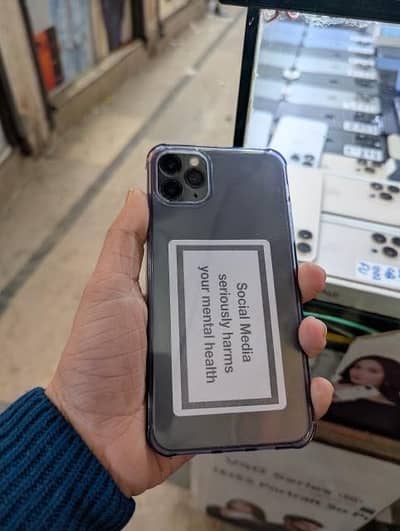 Social Media
seriously harms
your mental health